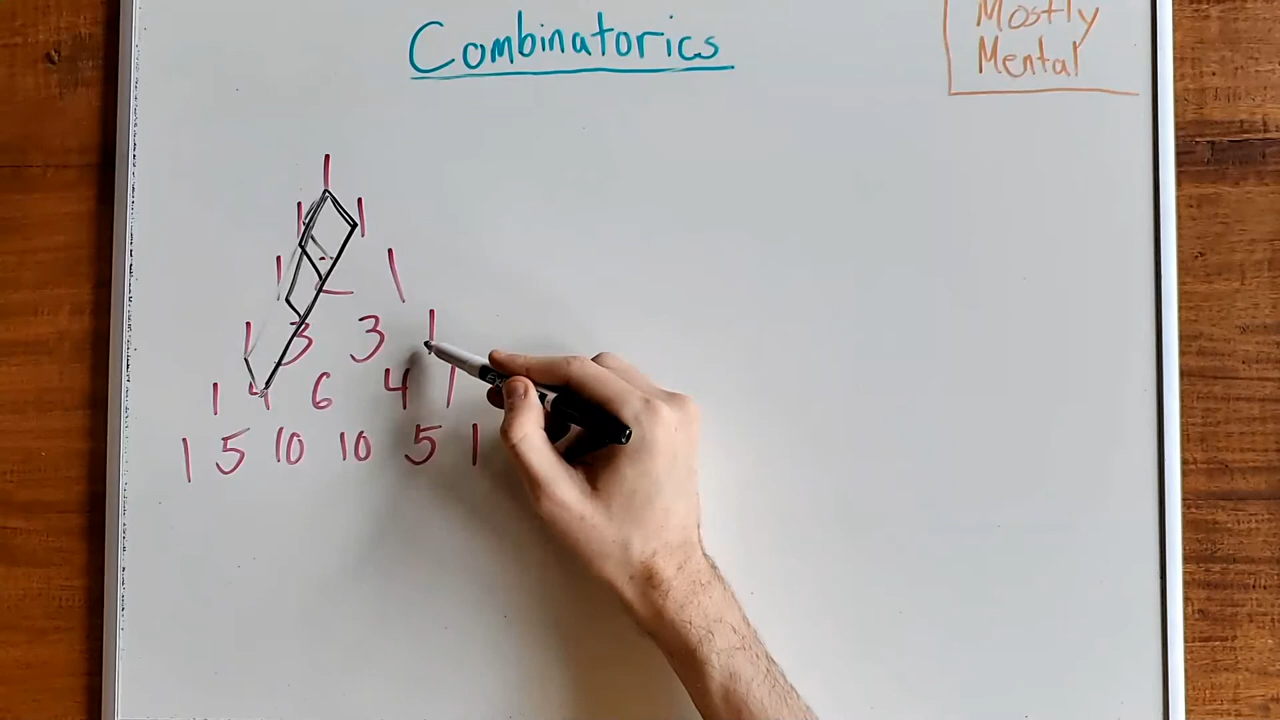 Combinatorics
Mostly
Mental
1
1 1
1 2 1
1 3 3 1
1 4 6 4 1
1 5 10 10 5 1